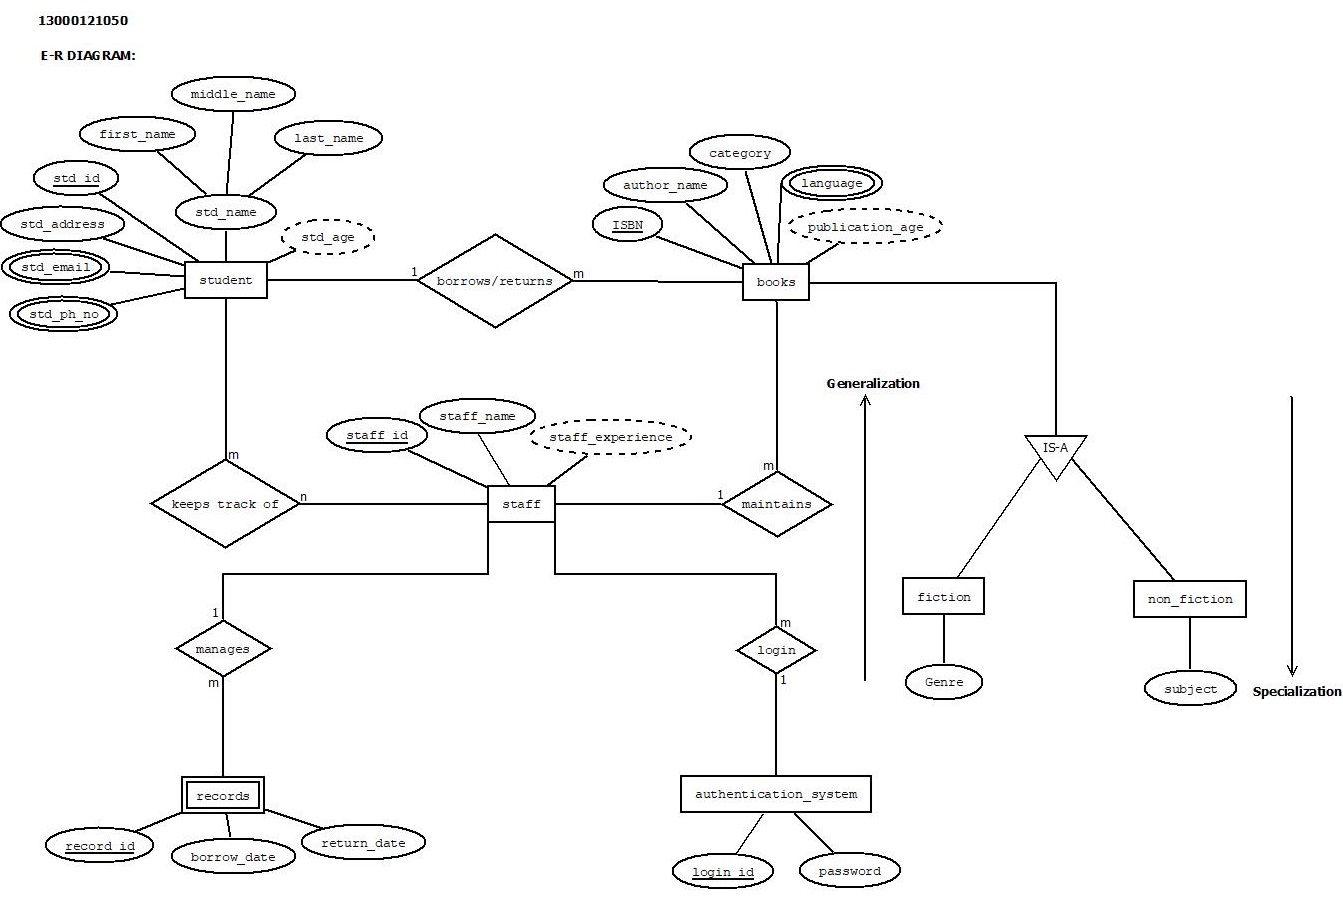 13000121050
E-R DIAGRAM:
middle_name
first_name
last_name
std_id
std_name
std_address
std_age
std_email
student
std_ph_no
1
borrows/returns
m
category
author_name
language
ISBN
publication_age
books
Generalization
staff_name
staff_id
staff_experience
m
keeps track of
n
staff
1
m
maintains
IS-A
fiction
non_fiction
1
manages
m
m
login
1
Genre
subject
Specialization
records
authentication_system
record_id
borrow_date
return_date
login_id
password